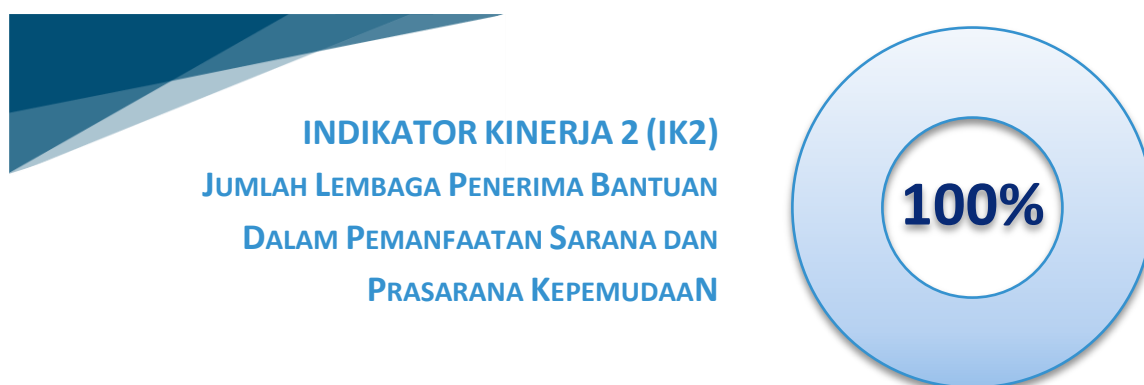 INDIKATOR KINERJA 2 (IK2)
JUMLAH LEMBAGA PENERIMA BANTUAN
DALAM PEMANFAATAN SARANA DAN
PRASARANA KEPEMUDAAN
100%